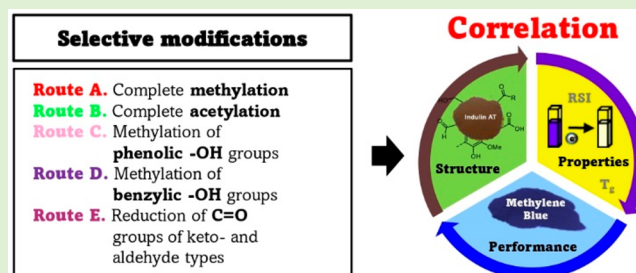 Selective modifications
Route A. Complete methylation
Route B. Complete acetylation
Route C. Methylation of
phenolic -OH groups
Route D. Methylation of
benzylic -OH groups
Route E. Reduction of C=O
groups of keto- and
aldehyde types
Correlation
Indulin AT
HO
O
R
O
H
O
OH
OMe
OH
Structure
RSI
Properties
Tg
Methylene
Blue
Performance